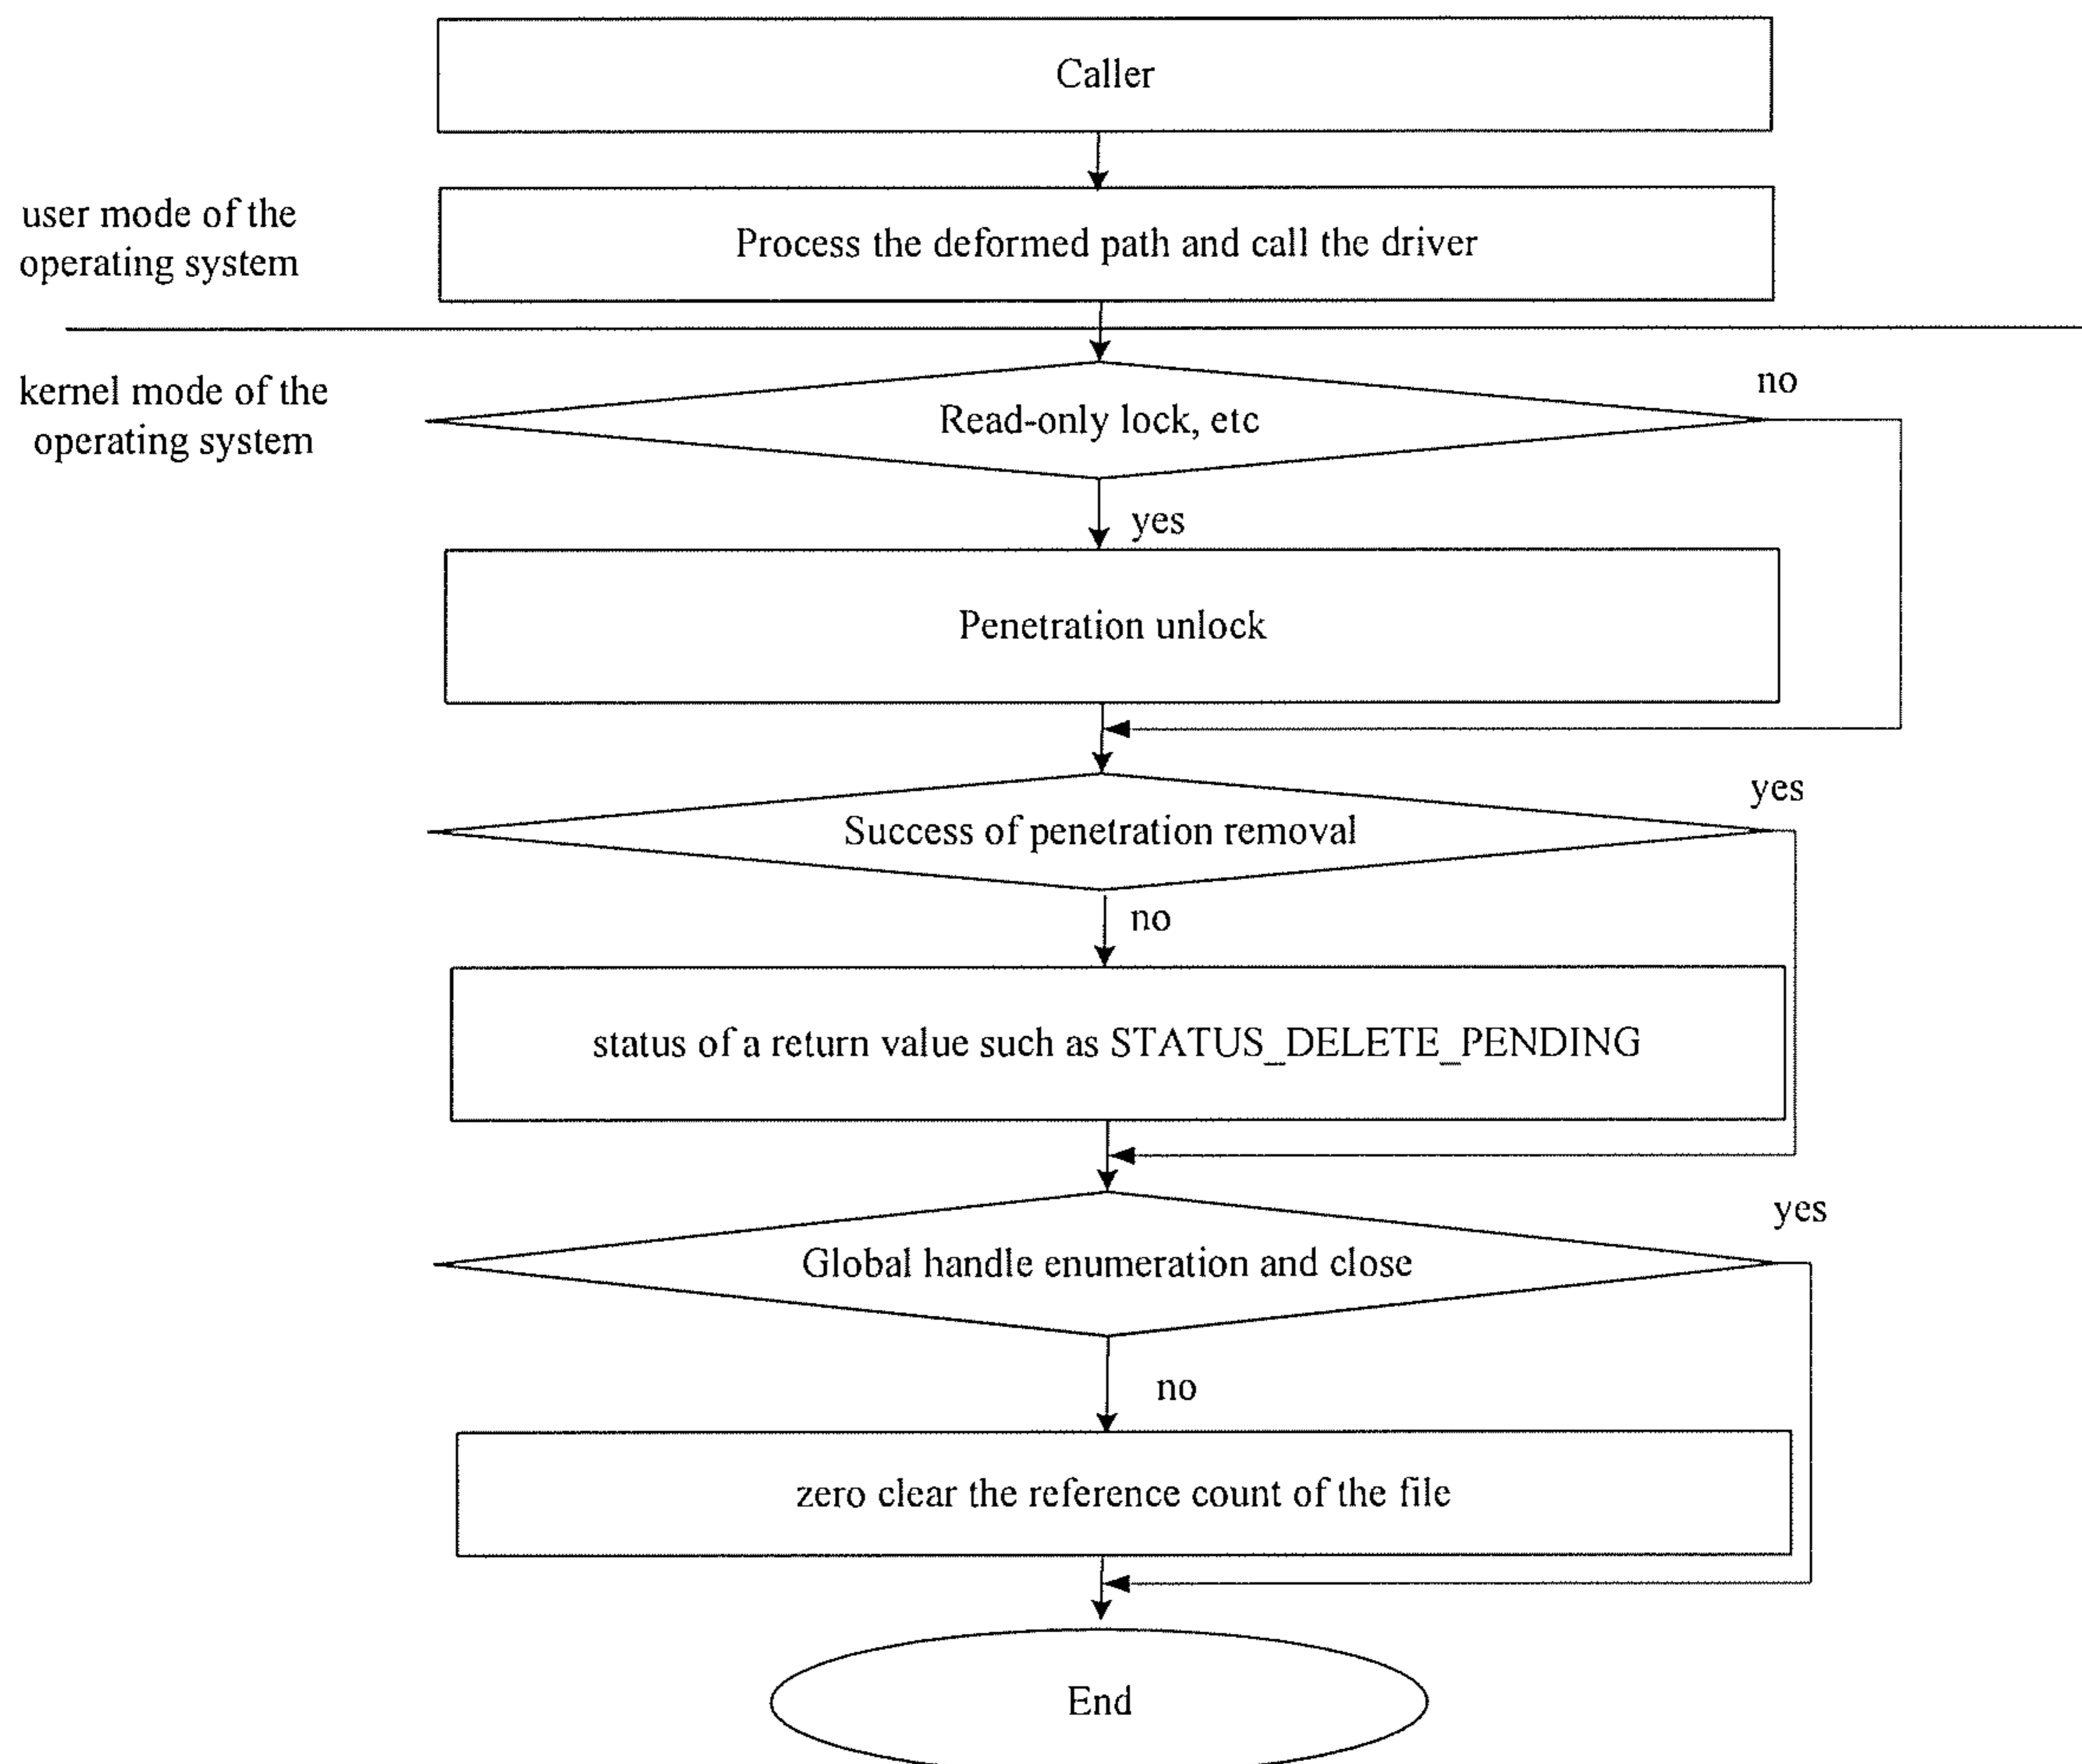 Caller
user mode of the
operating system
Process the deformed path and call the driver
kernel mode of the
operating system
no
Read-only lock, etc
yes
Penetration unlock
yes
Success of penetration removal
no
status of a return value such as STATUS_DELETE_PENDING
yes
Global handle enumeration and close
no
zero clear the reference count of the file
End